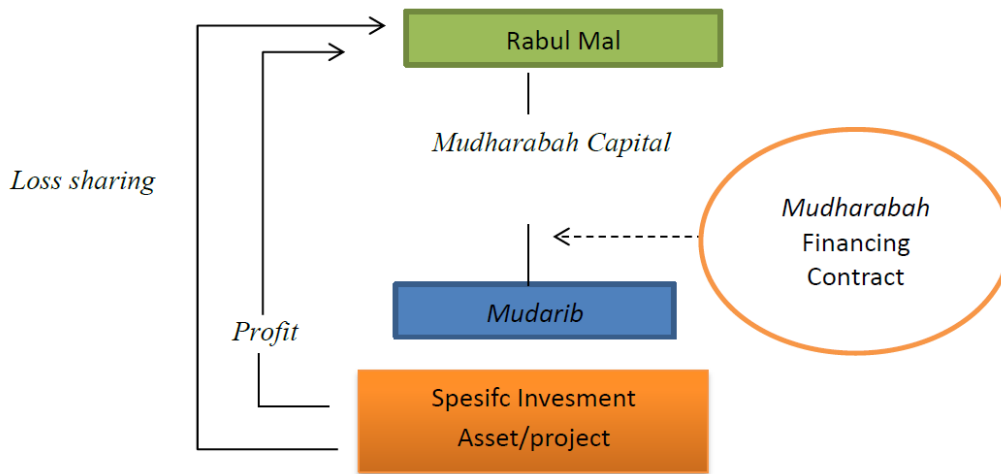 Rabul Mal
Mudharabah Capital
Loss sharing
Mudharabah
Financing
Contract
Mudarib
Profit
Spesifc Invesment
Asset/project